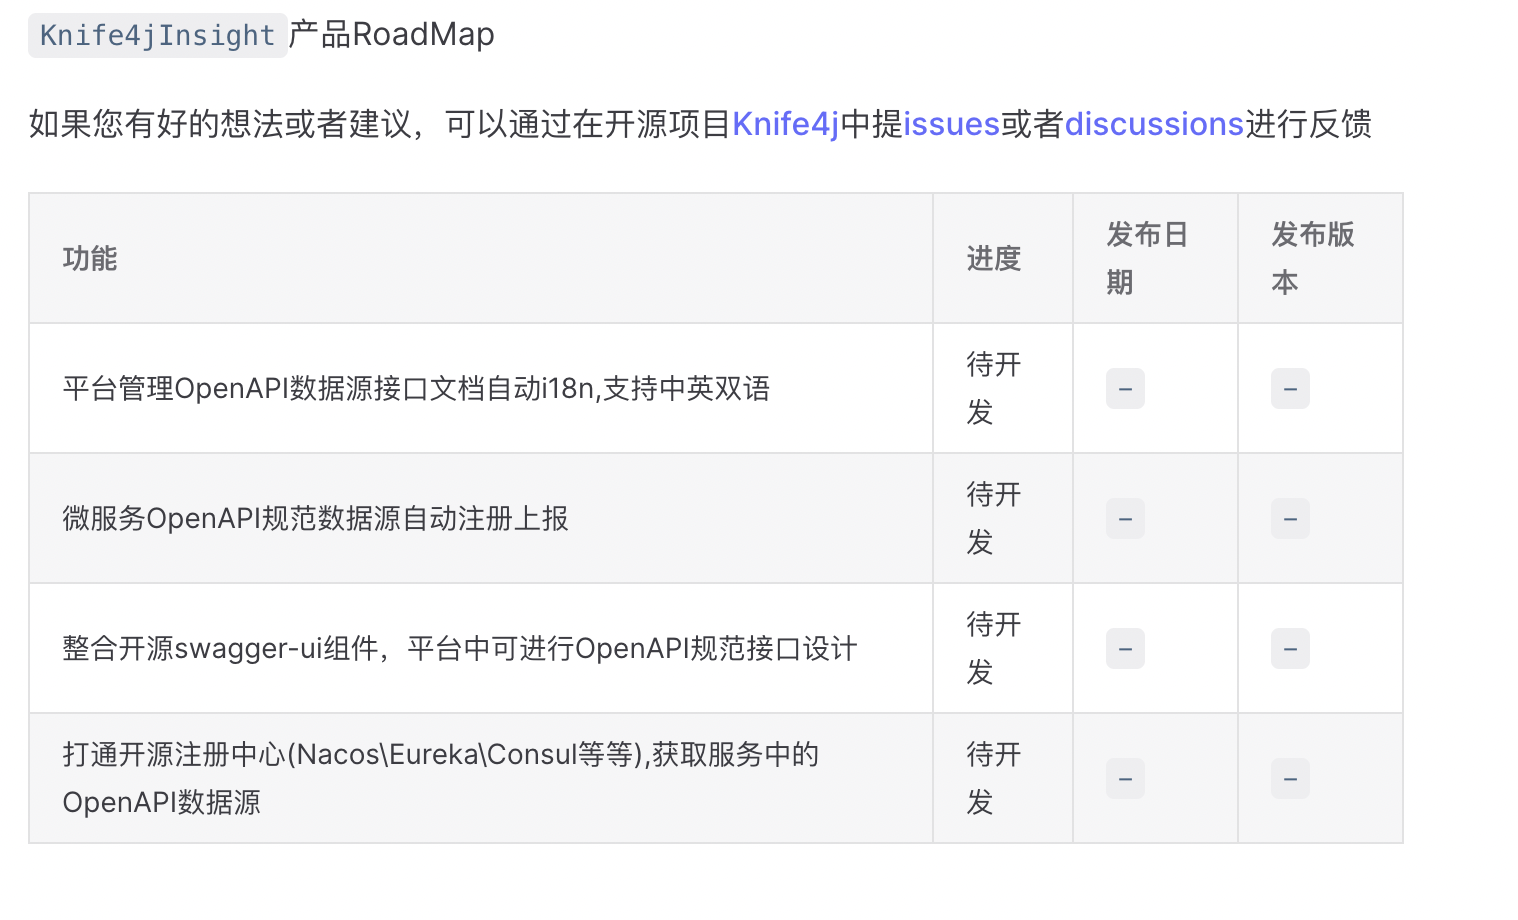 Knife4jInsight产品RoadMap
如果您有好的想法或者建议，可以通过在开源项目Knife4j中提issues或者discussions进行反馈
功能
进度
发布日
期
发布版
本
平台管理OpenAPI数据源接口文档自动i18n,支持中英双语
待开
发
–
–
微服务OpenAPI规范数据源自动注册上报
待开
发
–
–
整合开源swagger-ui组件，平台中可进行OpenAPI规范接口设计
待开
发
–
–
打通开源注册中心(Nacos\Eureka\Consul等等),获取服务中的
OpenAPI数据源
待开
发
–
–